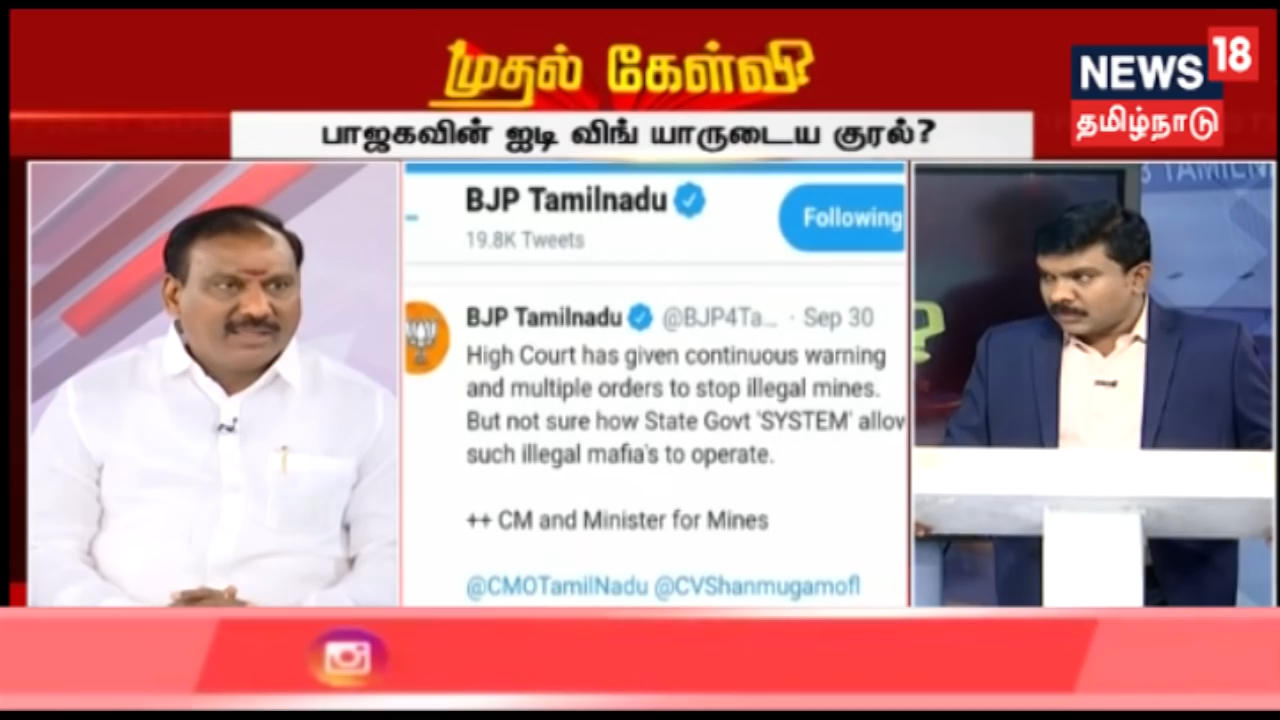 முதல் கேள்வி?
NEWS 18
தமிழ்நாடு
பாஜகவின் ஐடி விங் யாருடைய குரல்?
BJP Tamilnadu
Following
19.8K Tweets
BJP Tamilnadu @BJP4Ta... · Sep 30
High Court has given continuous warning
and multiple orders to stop illegal mines.
But not sure how State Govt 'SYSTEM' allow
such illegal mafia's to operate.
++ CM and Minister for Mines
@CMOTamilNadu @CVShanmugamofl